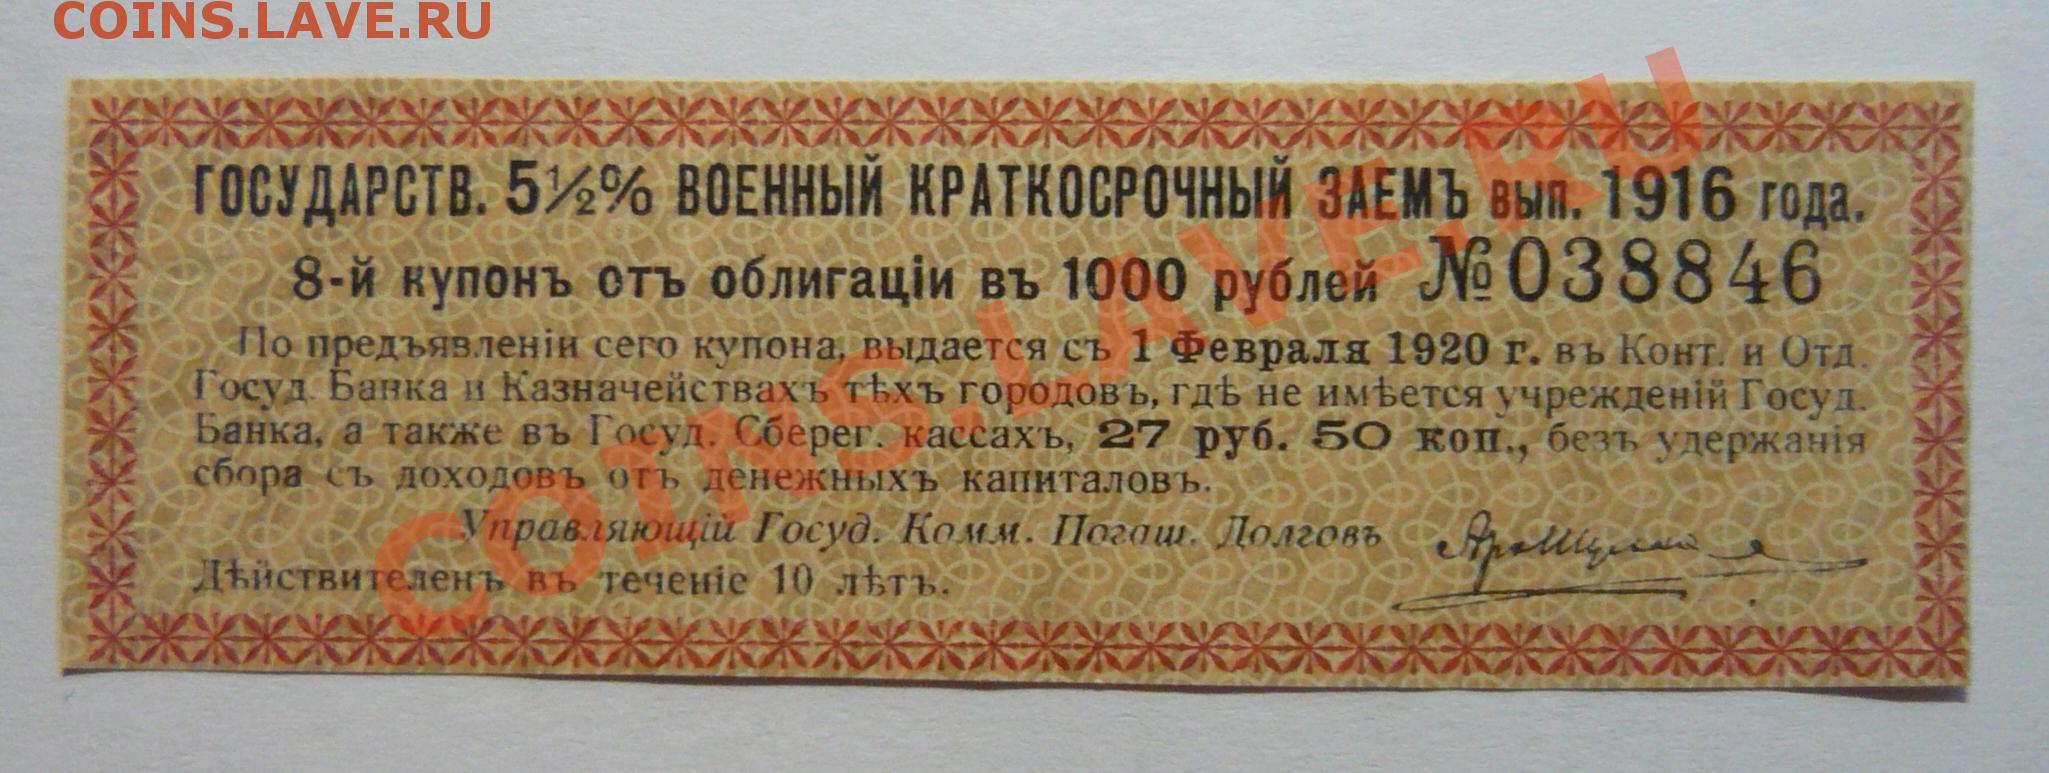 COINS.LAVE.RU
ГОСУДАРСТВ. 5½% ВОЕННЫЙ КРАТКОСРОЧНЫЙ ЗАЕМЪ вып. 1916 года.
8-й купонъ отъ облигаціи въ 1000 рублей №038846
По предъявленіи сего купона, выдается съ 1 Февраля 1920 г. въ Конт. и Отд.
Госуд. Банка и Казначействахъ тѣхъ городовъ, гдѣ не имѣется учрежденій Госуд.
Банка, а также въ Госуд. Сберег. кассахъ, 27 руб. 50 коп., безъ удержанія
сбора съ доходовъ отъ денежныхъ капиталовъ.
Управляющій Госуд. Комм. Погаш. Долговъ
Дѣйствителенъ въ теченіе 10 лѣтъ.
COINS.LAVE.RU